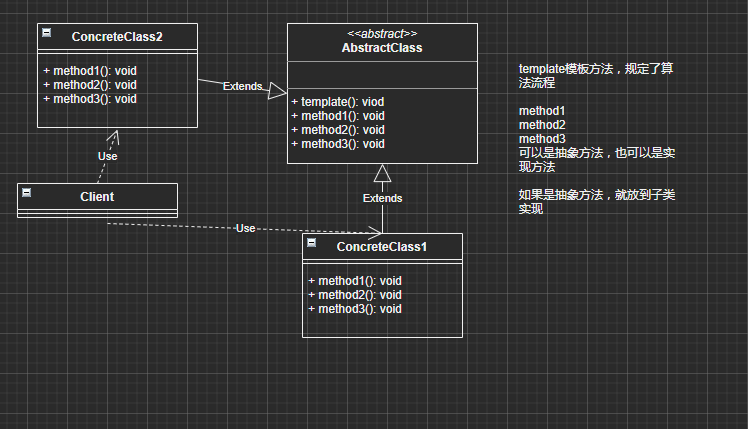 ConcreteClass2
+ method1(): void
+ method2(): void
+ method3(): void
<<abstract>>
AbstractClass
+ template(): viod
+ method1(): void
+ method2(): void
+ method3(): void
Extends
Use
Client
Use
Extends
ConcreteClass1
+ method1(): void
+ method2(): void
+ method3(): void
template模板方法，规定了算
法流程
method1
method2
method3
可以是抽象方法，也可以是实
现方法
如果是抽象方法，就放到子类
实现